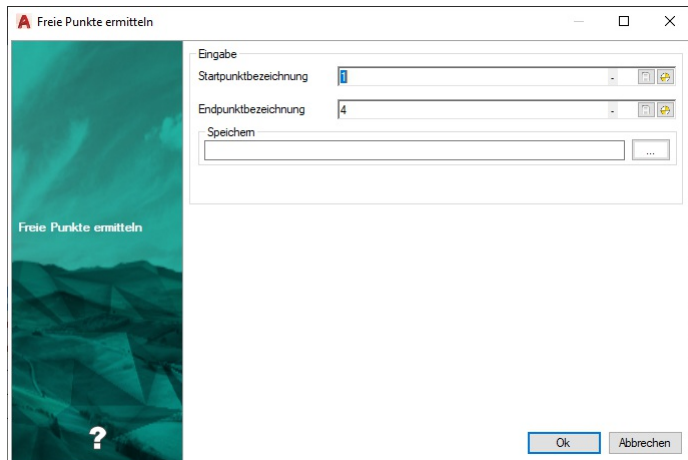 Freie Punkte ermitteln
Eingabe
Startpunktbezeichnung 1 -
Endpunktbezeichnung 4 -
Speichern
...
Freie Punkte ermitteln
?
Ok Abbrechen